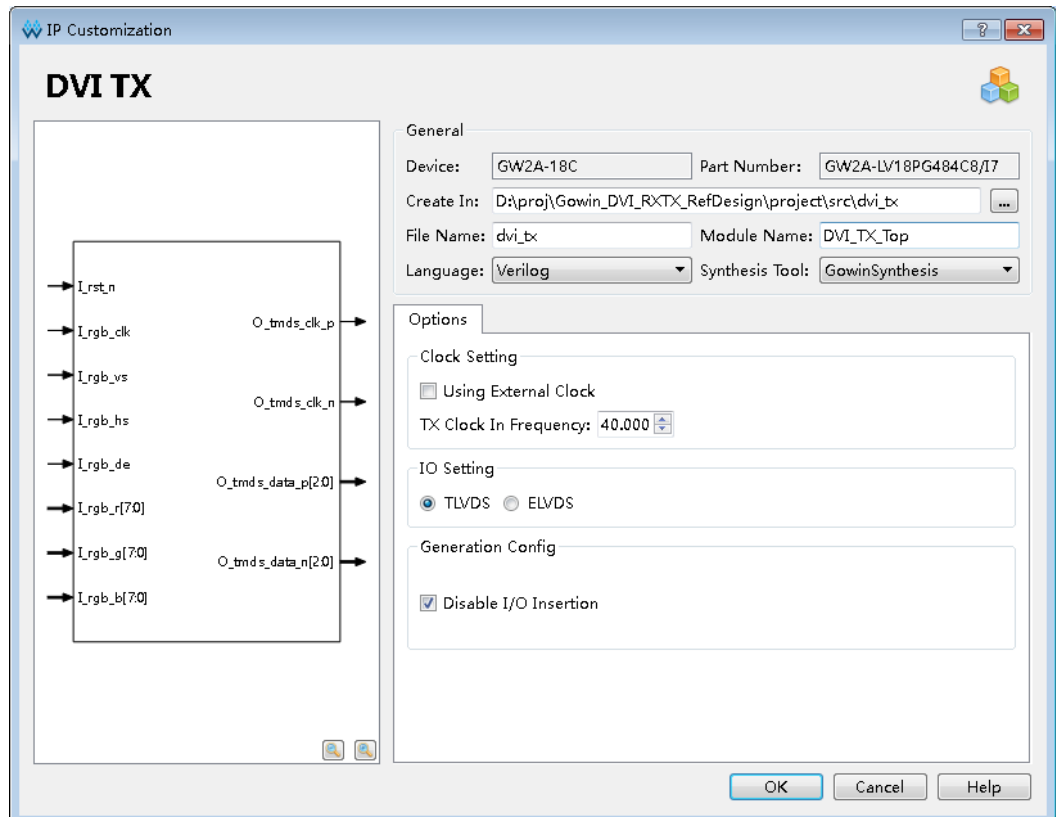 IP Customization
DVI TX
I_rst_n
I_rgb_clk
I_rgb_vs
I_rgb_hs
I_rgb_de
I_rgb_r[7:0]
I_rgb_g[7:0]
I_rgb_b[7:0]
O_tmds_clk_p
O_tmds_clk_n
O_tmds_data_p[2:0]
O_tmds_data_n[2:0]
General
Device: GW2A-18C Part Number: GW2A-LV18PG484C8/I7
Create In: D:\proj\Gowin_DVI_RXTX_RefDesign\project\src\dvi_tx ...
File Name: dvi_tx Module Name: DVI_TX_Top
Language: Verilog Synthesis Tool: GowinSynthesis
Options
Clock Setting
Using External Clock
TX Clock In Frequency: 40.000
IO Setting
TLVDS ELVDS
Generation Config
Disable I/O Insertion
OK Cancel Help